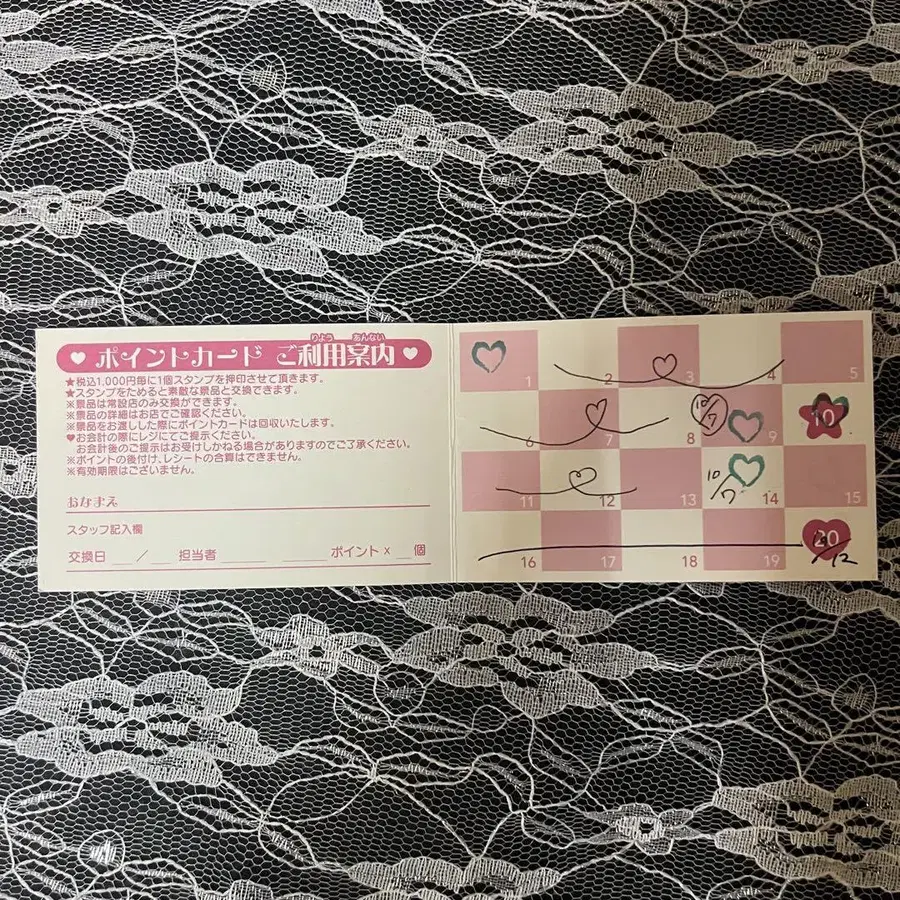 ♥ポイントカード ご利用案内♥
りよう あんない
★税込1,000円毎に1個スタンプを押印させて頂きます。
★スタンプをためると素敵な景品と交換できます。
※景品は常設店のみ交換ができます。
※景品の詳細はお店でご確認ください。
※景品をお渡しした際にポイントカードは回収いたします。
♥お会計の際にレジにてご提示ください。
お会計後のご提示はお受けしかねる場合がありますのでご了承ください。
※ポイントの後付け、レシートの合算はできません。
※有効期限はございません。
おなまえ
スタッフ記入欄
交換日 __/__ 担当者 ____ ポイント×__個
1 2 3 4 5
6 7 8 9 10
10/7
11 12 13 14 15
10/7
16 17 18 19 20